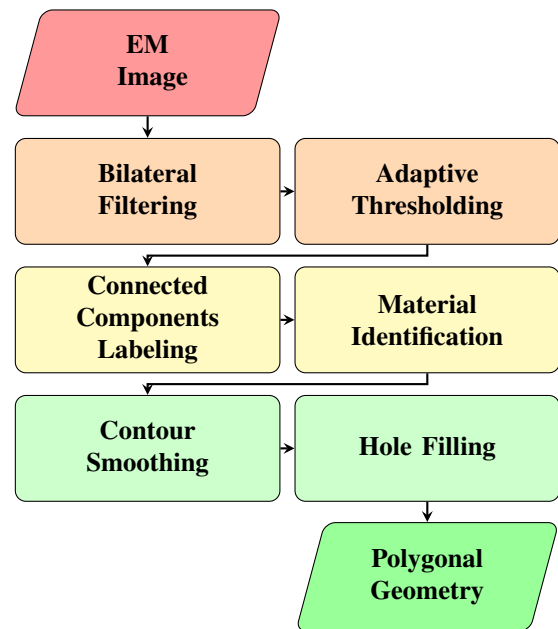 EM
Image
Bilateral
Filtering
Adaptive
Thresholding
Connected
Components
Labeling
Material
Identification
Contour
Smoothing
Hole Filling
Polygonal
Geometry